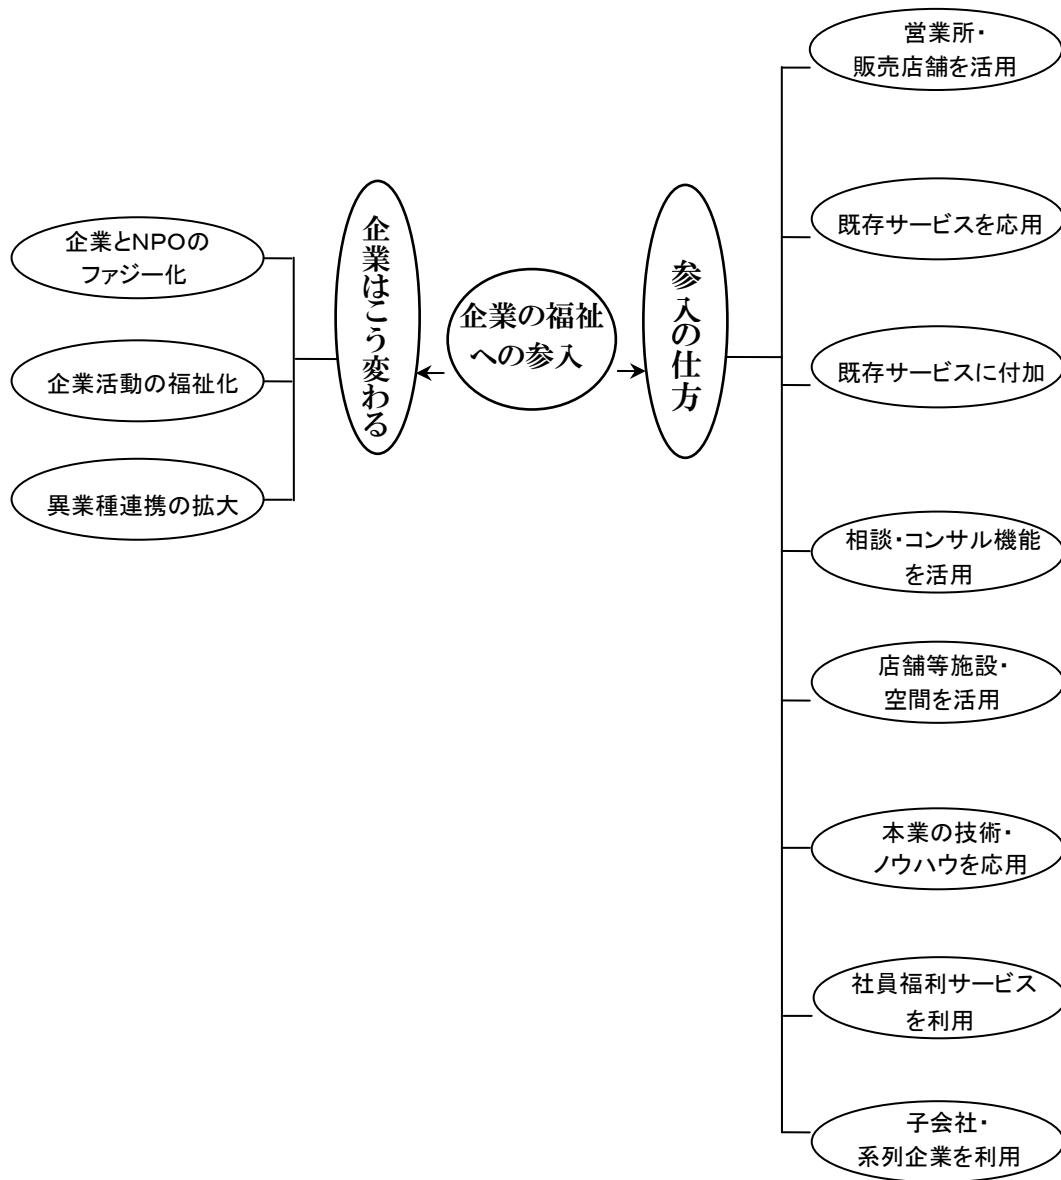 企業の福祉
への参入
企業はこう変わる
企業とNPOの
ファジー化
企業活動の福祉化
異業種連携の拡大
参入の仕方
営業所・
販売店舗を活用
既存サービスを応用
既存サービスに付加
相談・コンサル機能
を活用
店舗等施設・
空間を活用
本業の技術・
ノウハウを応用
社員福利サービス
を利用
子会社・
系列企業を利用